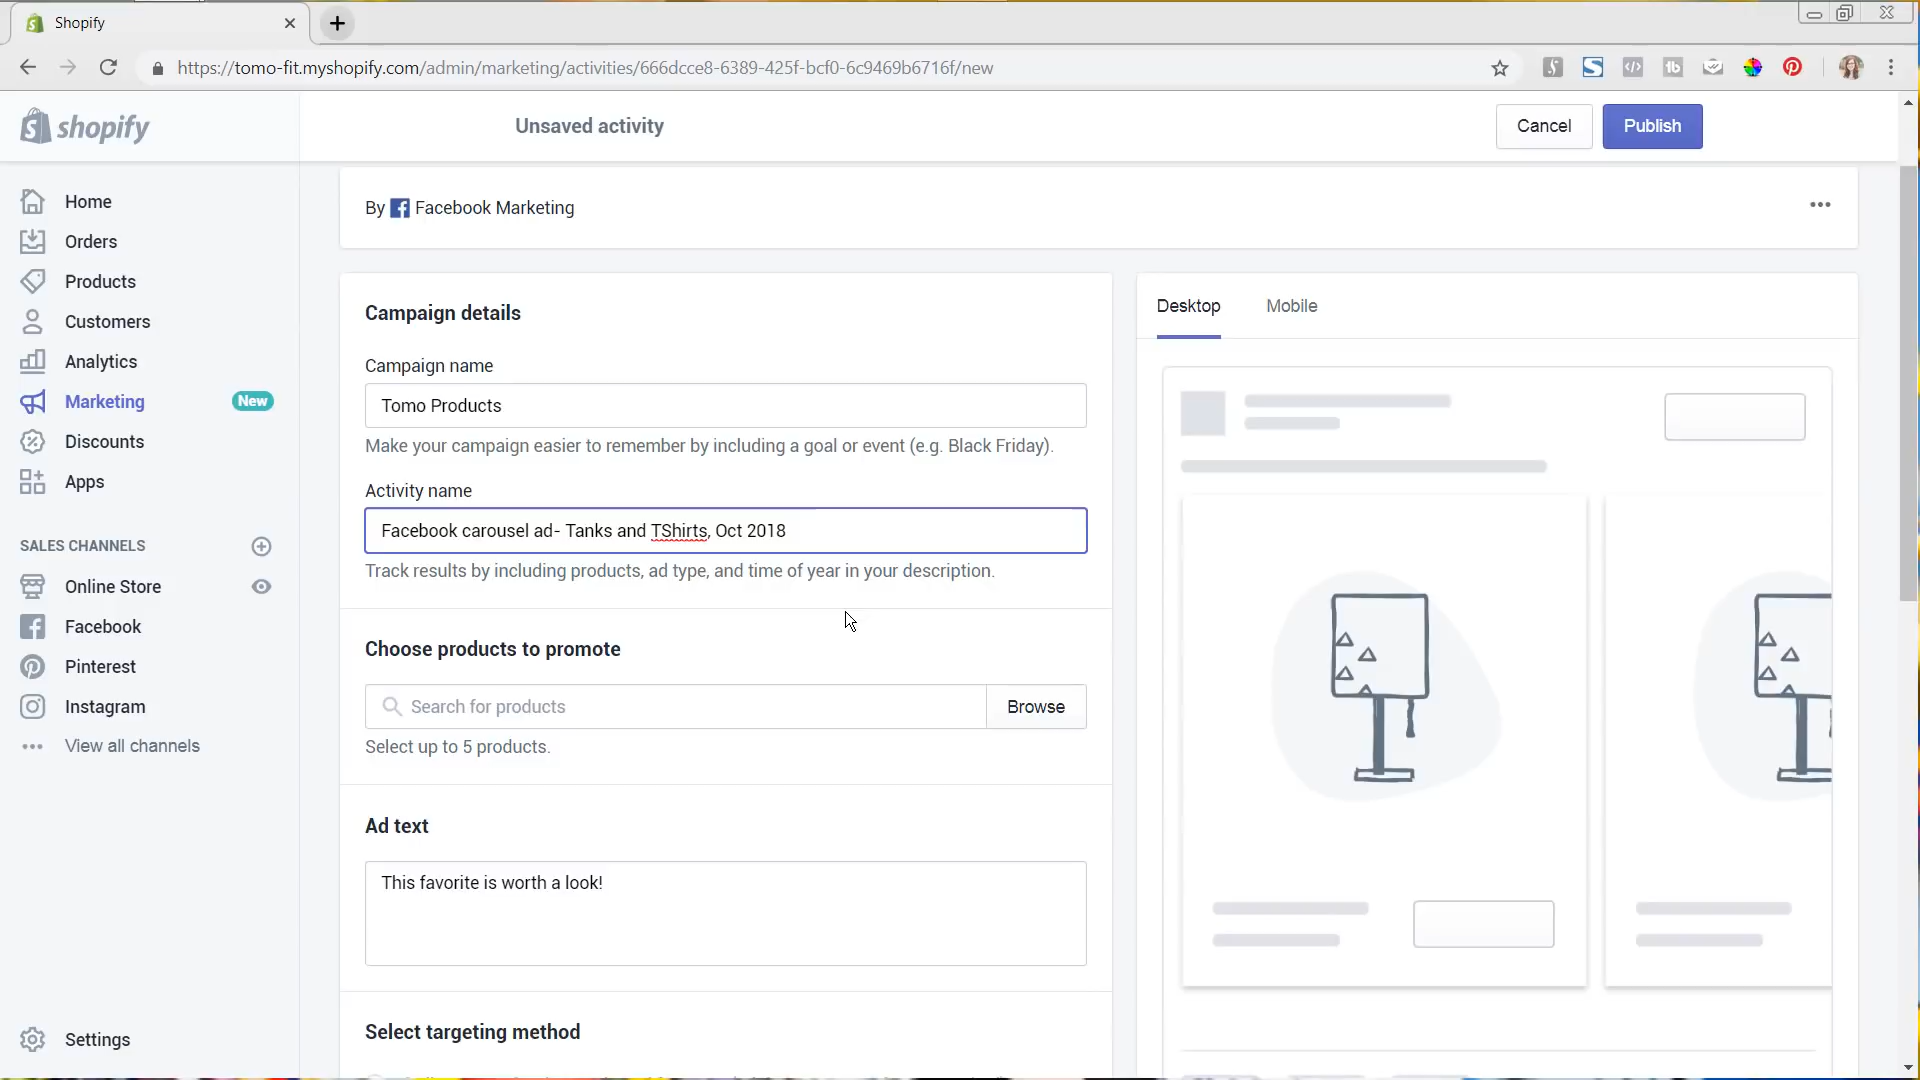 Shopify
https://tomo-fit.myshopify.com/admin/marketing/activities/666dcce8-6389-425f-bcf0-6c9469b6716f/new
shopify
Unsaved activity
Cancel
Publish
Home
Orders
Products
Customers
Analytics
Marketing
New
Discounts
Apps
SALES CHANNELS
Online Store
Facebook
Pinterest
Instagram
View all channels
Settings
By Facebook Marketing
Campaign details
Campaign name
Tomo Products
Make your campaign easier to remember by including a goal or event (e.g. Black Friday).
Activity name
Facebook carousel ad- Tanks and TShirts, Oct 2018
Track results by including products, ad type, and time of year in your description.
Choose products to promote
Search for products
Browse
Select up to 5 products.
Ad text
This favorite is worth a look!
Select targeting method
Desktop
Mobile